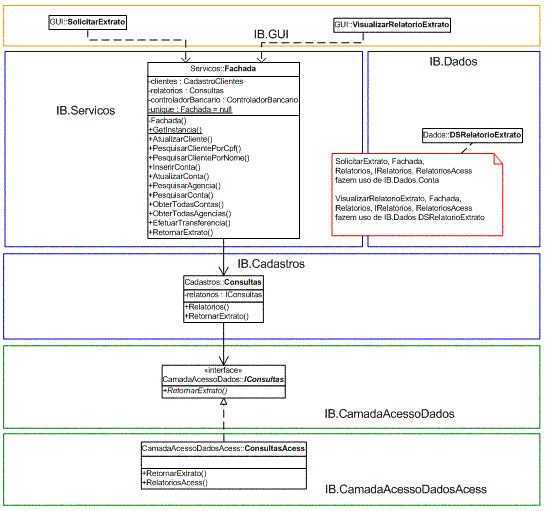 GUI::SolicitarExtrato
GUI::VisualizarRelatorioExtrato
IB.GUI
IB.Servicos
Servicos::Fachada
-clientes : CadastroClientes
-relatorios : Consultas
-controladorBancario : ControladorBancario
-unique : Fachada = null
-Fachada()
+GetInstancia()
+AtualizarCliente()
+PesquisarClientePorCpf()
+PesquisarClientePorNome()
+InserirConta()
+AtualizarConta()
+PesquisarAgencia()
+PesquisarConta()
+ObterTodasContas()
+ObterTodasAgencias()
+EfetuarTransferencia()
+RetornarExtrato()
IB.Dados
Dados::DSRelatorioExtrato
SolicitarExtrato, Fachada,
Relatorios, IRelatorios, RelatoriosAcess
fazem uso de IB.Dados.Conta
VisualizarRelatorioExtrato, Fachada,
Relatorios, IRelatorios, RelatoriosAcess
fazem uso de IB.Dados.DSRelatorioExtrato
IB.Cadastros
Cadastros::Consultas
-relatorios : IConsultas
+Relatorios()
+RetornarExtrato()
«interface»
CamadaAcessoDados::IConsultas
+RetornarExtrato()
IB.CamadaAcessoDados
CamadaAcessoDadosAcess::ConsultasAcess
+RetornarExtrato()
+RelatoriosAcess()
IB.CamadaAcessoDadosAcess